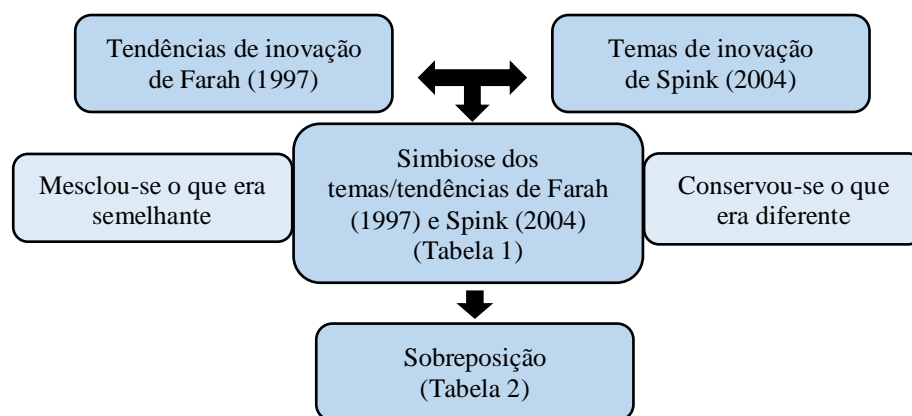 Tendências de inovação
de Farah (1997)
Temas de inovação
de Spink (2004)
Mesclou-se o que era
semelhante
Simbiose dos
temas/tendências de Farah
(1997) e Spink (2004)
(Tabela 1)
Conservou-se o que
era diferente
Sobreposição
(Tabela 2)